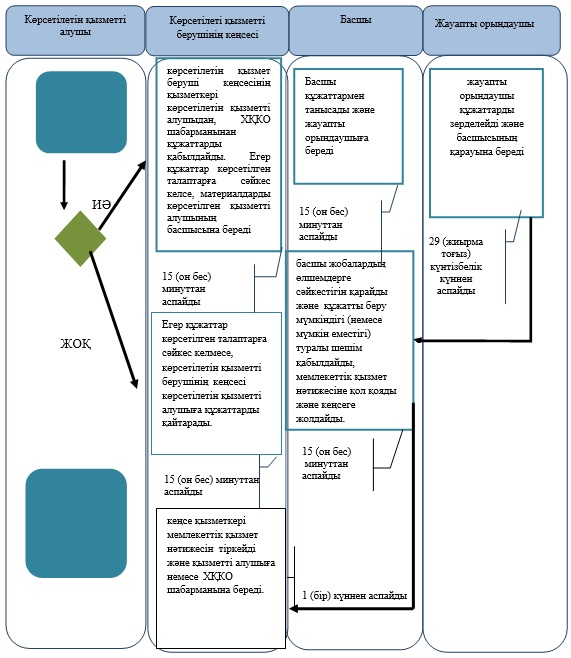 Көрсетілетін қызметті
алушы
Көрсетілеті қызметті
берушінің кеңсесі
Басшы
Жауапты орындаушы
ИӘ
ЖОҚ
көрсетілетін қызмет
беруші кеңсесінің
қызметкері
көрсетілетін қызметті
алушыдан, ХҚКО
шабарманынан
құжаттарды
қабылдайды. Егер
құжаттар көрсетілген
талаптарға сәйкес
келсе, материалдарды
көрсетілген қызметті
алушының
басшысына береді
15 (он бес)
минуттан
аспайды
Егер құжаттар
көрсетілген талаптарға
сәйкес келмесе,
көрсетілетін қызметті
берушінің кеңсесі
көрсетілетін қызметті
алушыға құжаттарды
қайтарады.
15 (он бес) минуттан
аспайды
кеңсе қызметкері
мемлекеттік қызмет
нәтижесін тіркейді
және қызметті алушыға
немесе ХҚКО
шабарманына береді.
Басшы
құжаттармен
танысады және
жауапты
орындаушыға
береді
15 (он бес)
минуттан
аспайды
басшы жобалардың
өлшемдерге
сәйкестігін қарайды
және құжатты беру
мүмкіндігі (немесе
мүмкін еместігі)
туралы шешім
қабылдайды,
мемлекеттік қызмет
нәтижесіне қол қояды
және кеңсеге
жолдайды.
15 (он бес)
минуттан
аспайды
1 (бір) күннен аспайды
жауапты
орындаушы
құжаттарды
зерделейді және
басшысының
қарауына береді
29 (жиырма
тоғыз)
күнтізбелік
күннен
аспайды